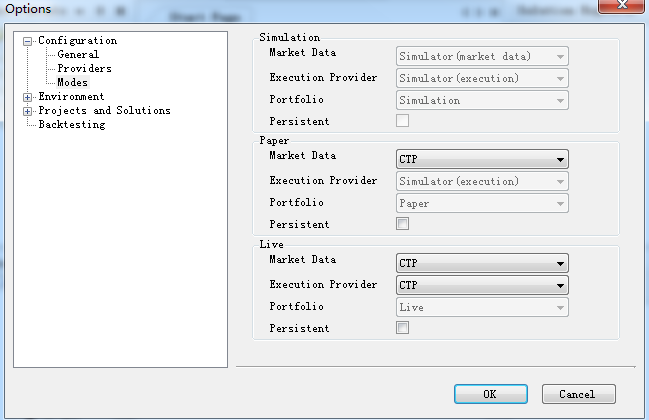 Options
Start Page
Configuration
General
Providers
Modes
Environment
Projects and Solutions
Backtesting
Simulation
Market Data Simulator(market data)
Execution Provider Simulator(execution)
Portfolio Simulation
Persistent
Paper
Market Data CTP
Execution Provider Simulator(execution)
Portfolio Paper
Persistent
Live
Market Data CTP
Execution Provider CTP
Portfolio Live
Persistent
OK Cancel